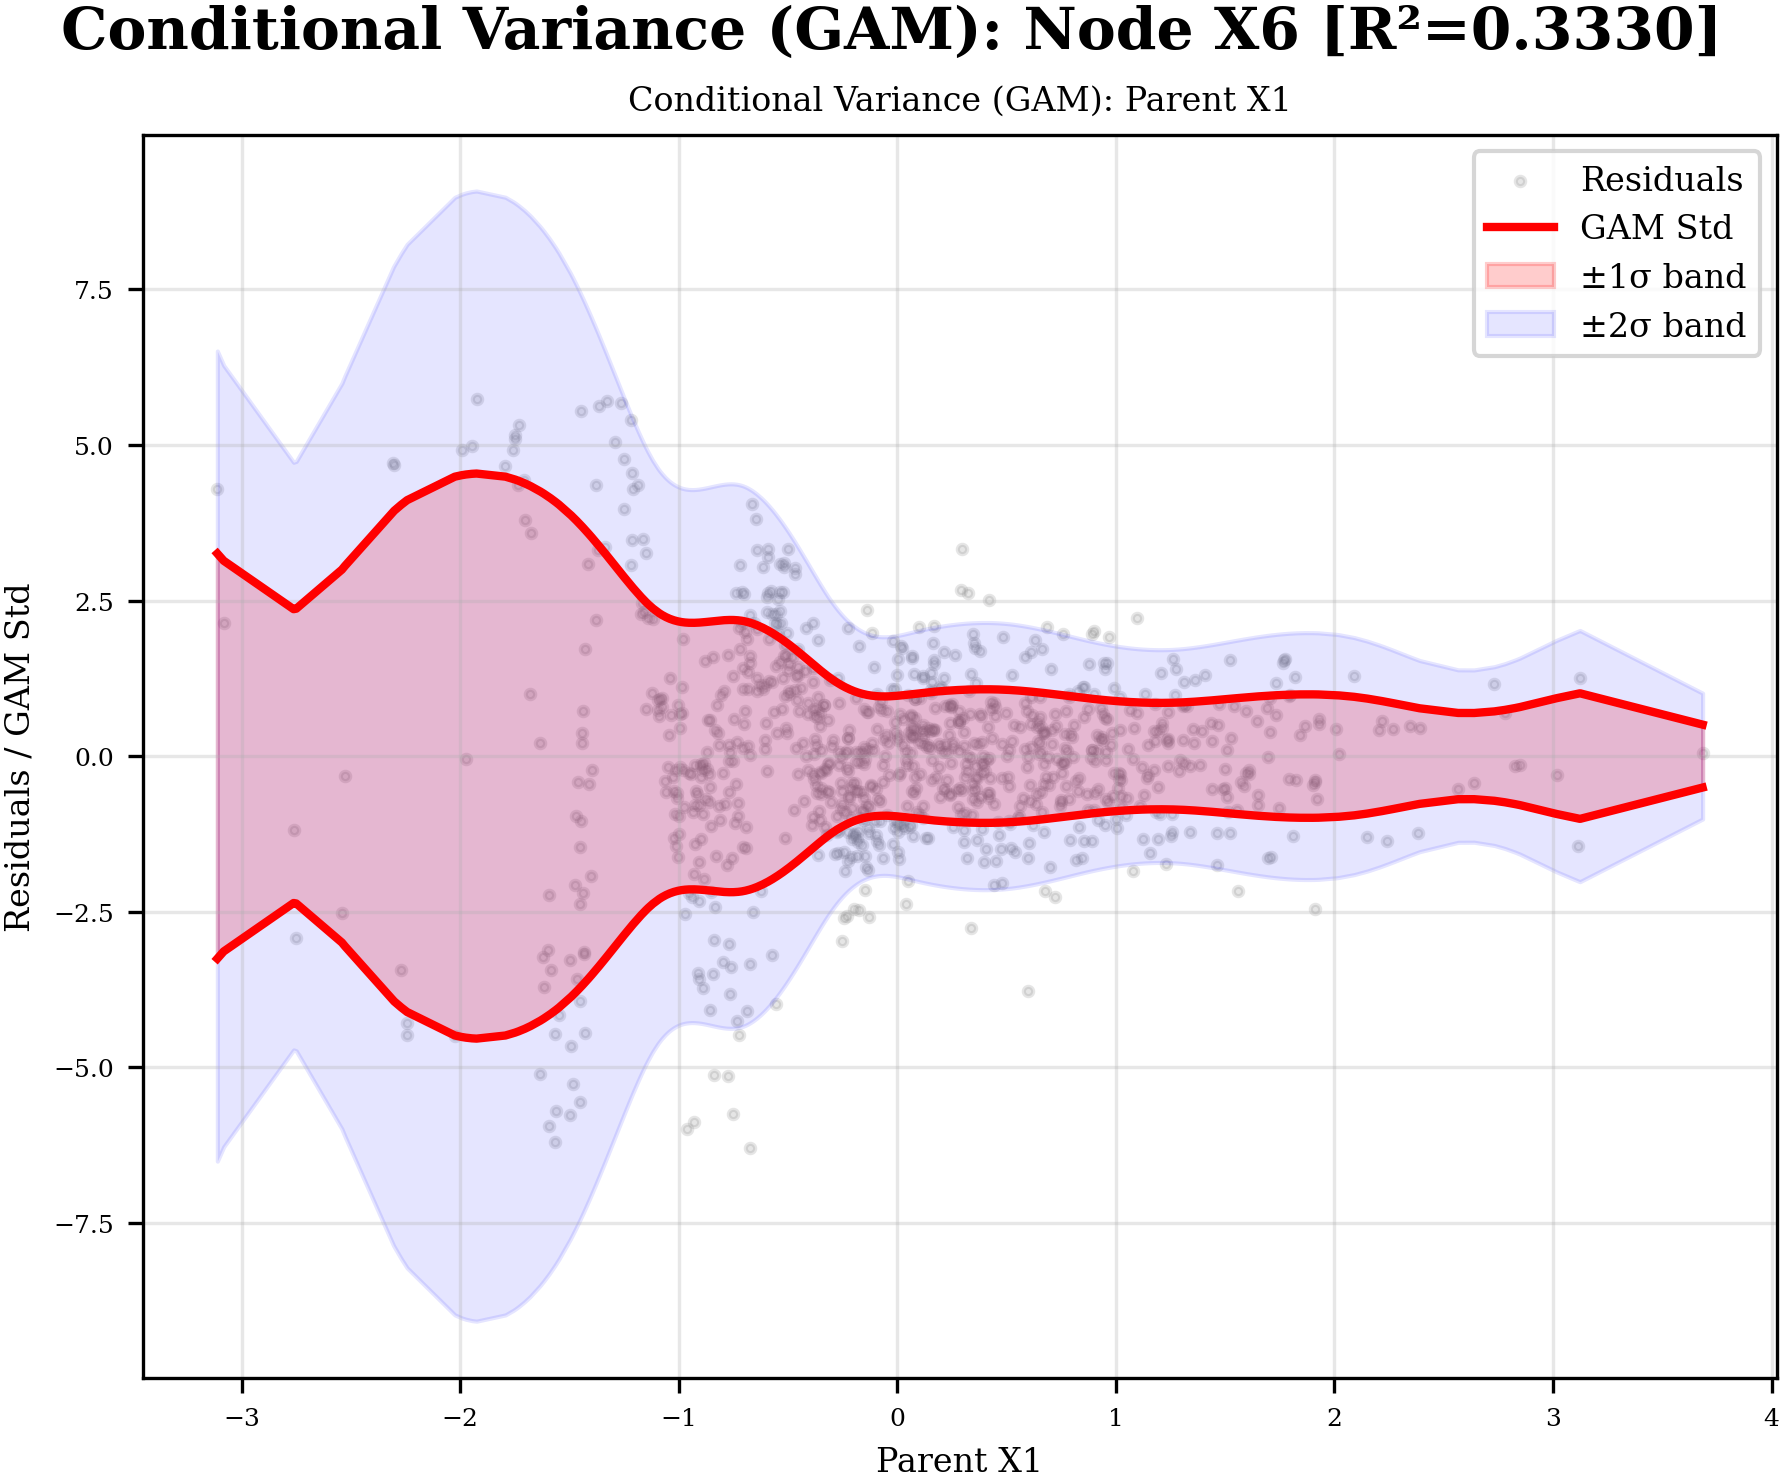 Conditional Variance (GAM): Node X6 [R²=0.3330]
Conditional Variance (GAM): Parent X1
Residuals
GAM Std
±1σ band
±2σ band
Residuals / GAM Std
7.5
5.0
2.5
0.0
−2.5
−5.0
−7.5
−3
−2
−1
0
1
2
3
4
Parent X1